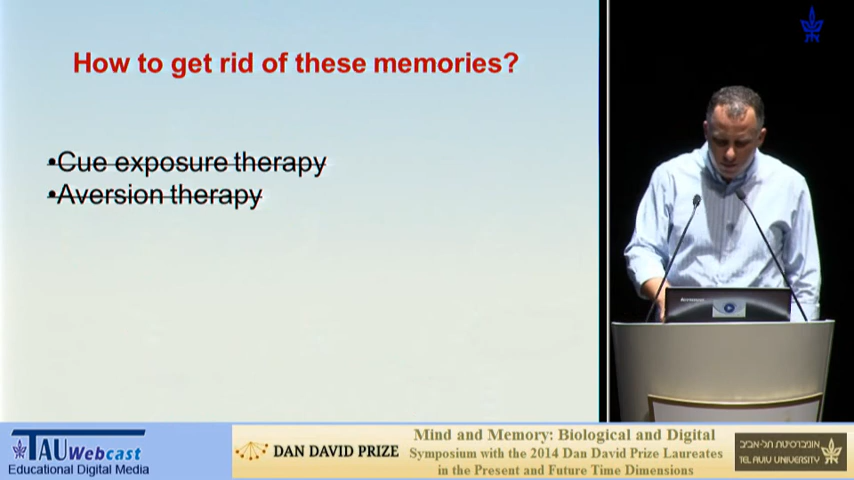 How to get rid of these memories?
•Cue exposure therapy
•Aversion therapy
TAU Webcast
Educational Digital Media
DAN DAVID PRIZE
Mind and Memory: Biological and Digital
Symposium with the 2014 Dan David Prize Laureates
in the Present and Future Time Dimensions
אוניברסיטת תל-אביב
TEL AVIV UNIVERSITY